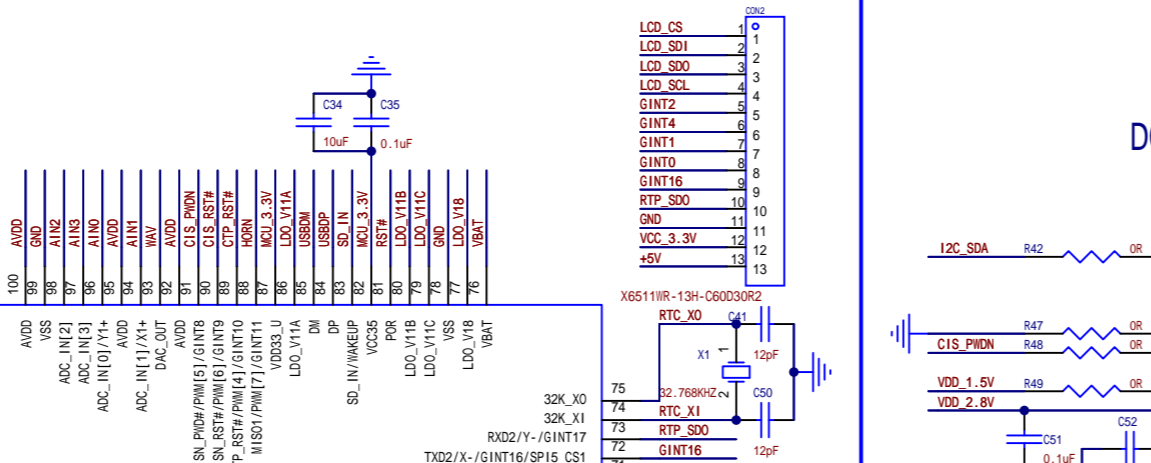 CON2
LCD_CS 1 1
LCD_SDI 2 2
LCD_SDO 3 3
LCD_SCL 4 4
GINT2 5 5
GINT4 6 6
GINT1 7 7
GINT0 8 8
GINT16 9 9
RTP_SDO 10 10
GND 11 11
VCC_3.3V 12 12
+5V 13 13
X6511WR-13H-C60D30R2
C34
10uF
C35
0.1uF
AVDD
GND
AIN2
AIN3
AIN0
AVDD
AIN1
WAV
AVDD
CIS_PWDN
CIS_RST#
CTP_RST#
HORN
MCU_3.3V
LDO_V11A
USBDM
USBDP
SD_IN
MCU_3.3V
RST#
LDO_V11B
LDO_V11C
GND
LDO_V18
VBAT
100
99
98
97
96
95
94
93
92
91
90
89
88
87
86
85
84
83
82
81
80
79
78
77
76
AVDD
VSS
ADC_IN[2]
ADC_IN[3]
ADC_IN[0]/Y1+
AVDD
ADC_IN[1]/X1+
DAC_OUT
AVDD
SN_PWD#/PWM[5]/GINT8
SN_RST#/PWM[6]/GINT9
TP_RST#/PWM[4]/GINT10
MISO1/PWM[7]/GINT11
VDD33_U
LDO_V11A
DM
DP
SD_IN/WAKEUP
VCC35
POR
LDO_V11B
LDO_V11C
VSS
LDO_V18
VBAT
32K_XO 75
32K_XI 74
RXD2/Y-/GINT17 73
TXD2/X-/GINT16/SPI5 CS1 72
RTC_XO
C41
12pF
X1
1
2
32.768KHZ
C50
12pF
RTC_XI
RTP_SDO
GINT16
I2C_SDA R42 0R
R47 0R
CIS_PWDN R48 0R
VDD_1.5V R49 0R
VDD_2.8V
C51
0.1uF
C52